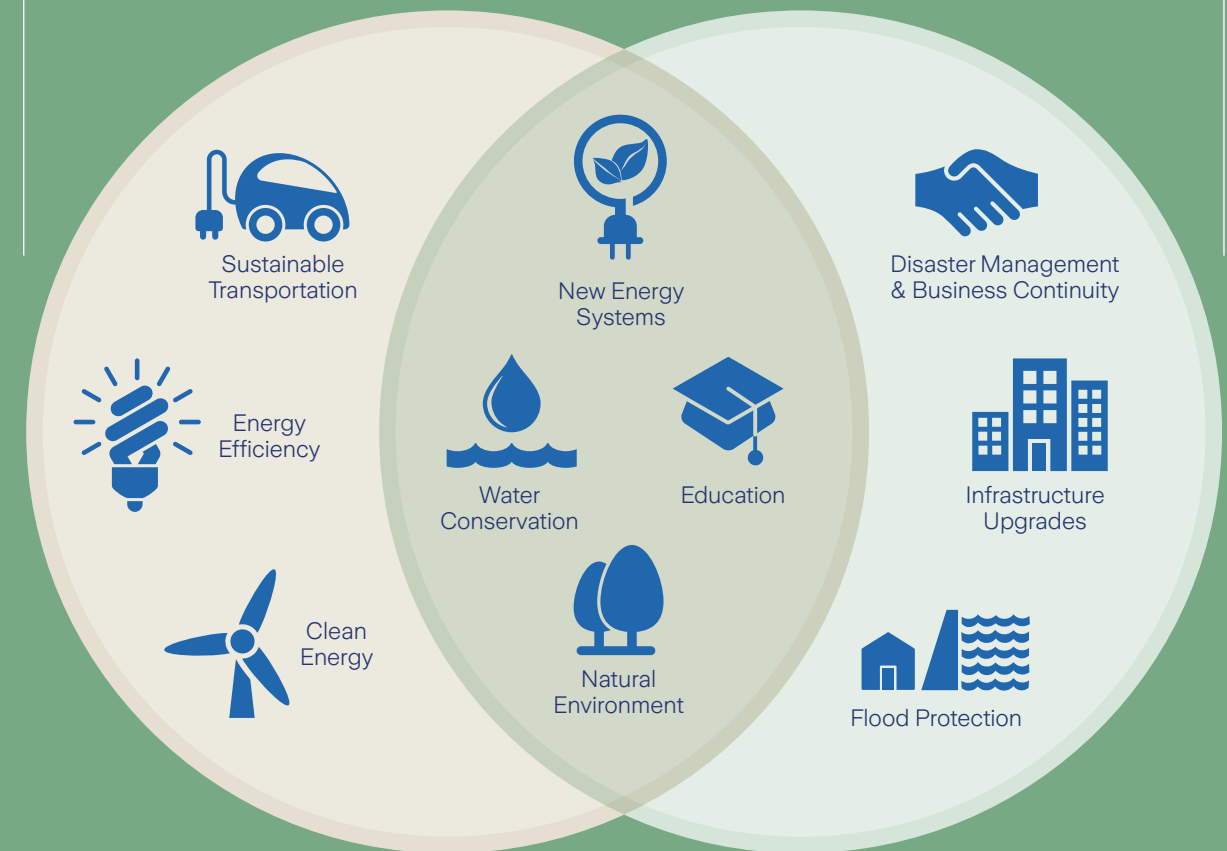 Sustainable
Transportation
Energy
Efficiency
Clean
Energy
New Energy
Systems
Water
Conservation
Education
Natural
Environment
Disaster Management
& Business Continuity
Infrastructure
Upgrades
Flood Protection